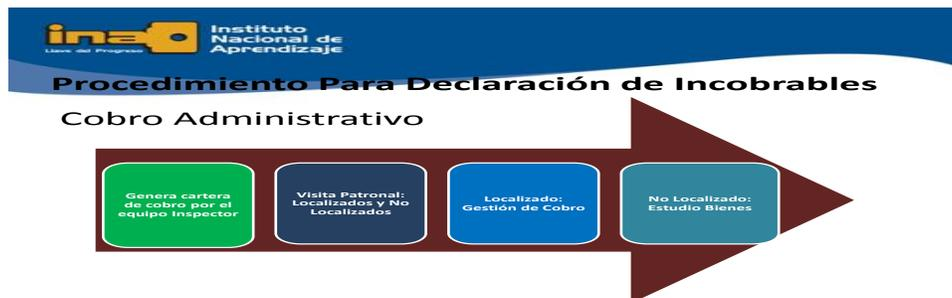 ina
Llave del Progreso
Instituto
Nacional de
Aprendizaje
Procedimiento Para Declaración de Incobrables
Cobro Administrativo
Genera cartera
de cobro por el
equipo Inspector
Visita Patronal:
Localizados y No
Localizados
Localizado:
Gestión de Cobro
No Localizado:
Estudio Bienes